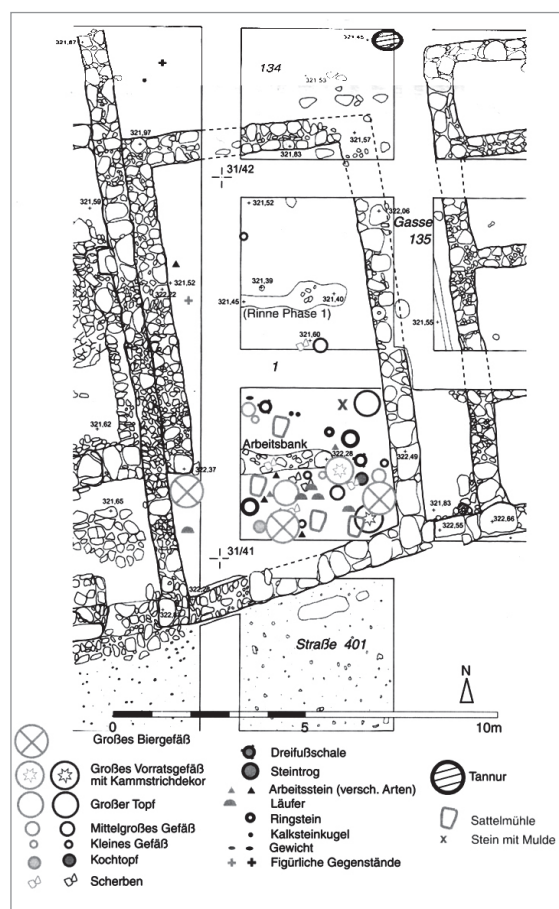 321,87
321,45
134
321,53
321,97
321,83
321,57
31/42
321,59
321,52
322,06
Gasse
135
321,52
322,22
321,39
321,45
321,40
(Rinne Phase 1)
321,55
321,60
1
321,62
Arbeitsbank
322,28
322,37
322,49
321,65
321,83
322,66
322,55
31/41
Straße 401
N
0
5
10m
Großes Biergefäß
Großes Vorratsgefäß
mit Kammstrichdekor
Großer Topf
Mittelgroßes Gefäß
Kleines Gefäß
Kochtopf
Scherben
Dreifußschale
Steintrog
Arbeitsstein (versch. Arten)
Läufer
Ringstein
Kalksteinkugel
Gewicht
Figürliche Gegenstände
Tannur
Sattelmühle
Stein mit Mulde